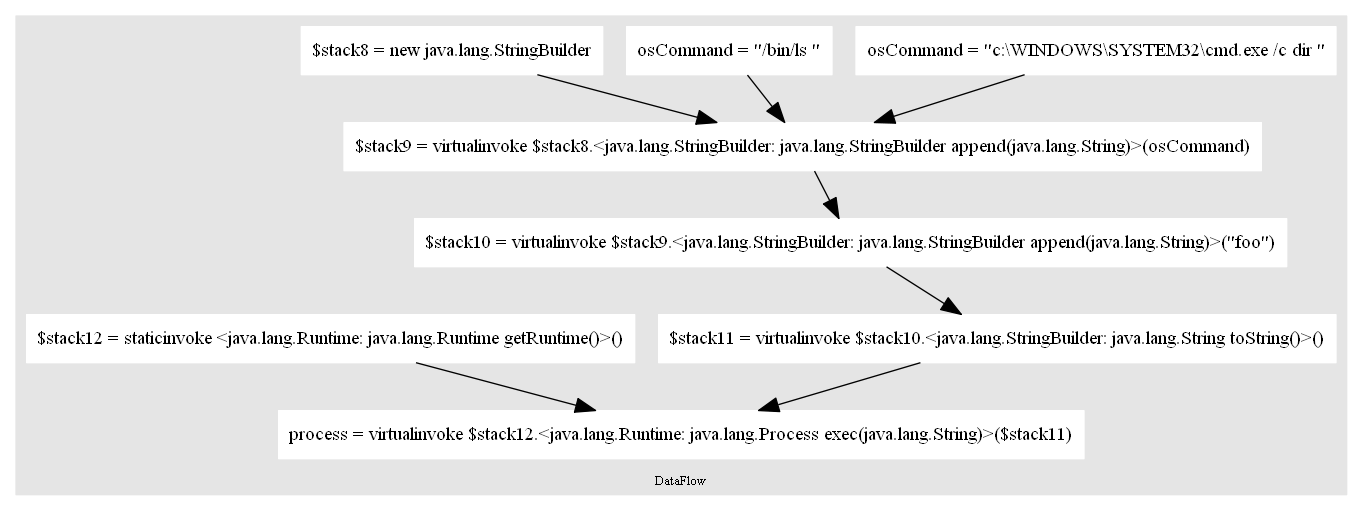 $stack8 = new java.lang.StringBuilder
osCommand = "/bin/ls "
osCommand = "c:\WINDOWS\SYSTEM32\cmd.exe /c dir "
$stack9 = virtualinvoke $stack8.<java.lang.StringBuilder: java.lang.StringBuilder append(java.lang.String)>(osCommand)
$stack10 = virtualinvoke $stack9.<java.lang.StringBuilder: java.lang.StringBuilder append(java.lang.String)>("foo")
$stack12 = staticinvoke <java.lang.Runtime: java.lang.Runtime getRuntime()>()
$stack11 = virtualinvoke $stack10.<java.lang.StringBuilder: java.lang.String toString()>()
process = virtualinvoke $stack12.<java.lang.Runtime: java.lang.Process exec(java.lang.String)>($stack11)
DataFlow